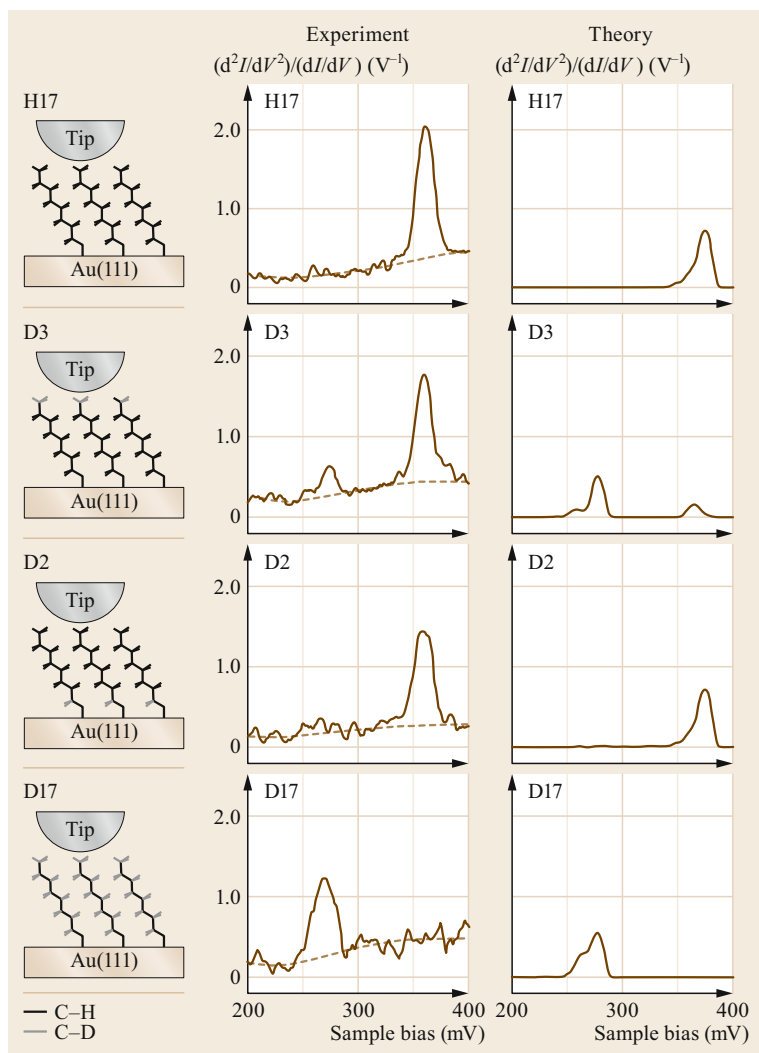 Experiment
Theory
(d²I/dV²)/(dI/dV) (V⁻¹)
(d²I/dV²)/(dI/dV) (V⁻¹)
H17
Tip
Au(111)
H17
2.0
1.0
0
H17
D3
Tip
Au(111)
D3
2.0
1.0
0
D3
D2
Tip
Au(111)
D2
2.0
1.0
0
D2
D17
Tip
Au(111)
D17
2.0
1.0
0
D17
C–H
C–D
200 300 400
Sample bias (mV)
200 300 400
Sample bias (mV)